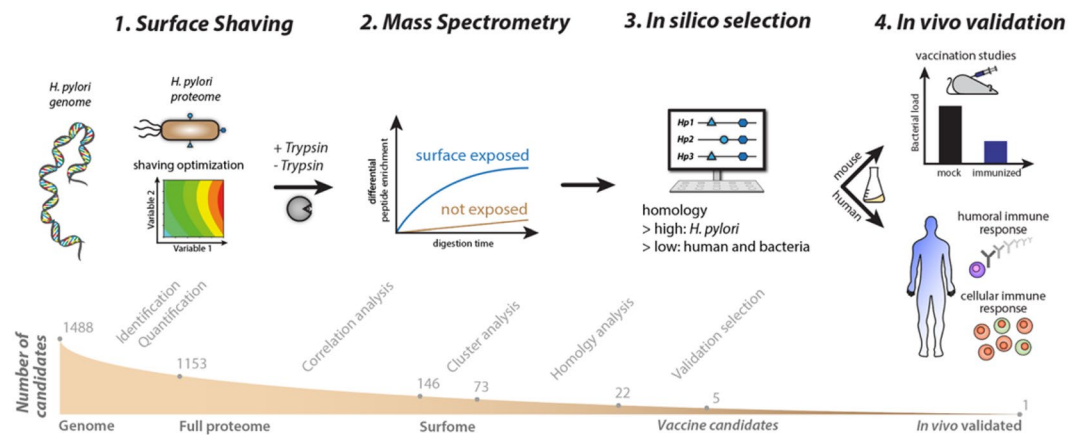 1. Surface Shaving
2. Mass Spectrometry
3. In silico selection
4. In vivo validation
H. pylori
genome
H. pylori
proteome
shaving optimization
Variable 2
Variable 1
+ Trypsin
- Trypsin
differential
peptide enrichment
surface exposed
not exposed
digestion time
Hp1
Hp2
Hp3
homology
> high: H. pylori
> low: human and bacteria
mouse
human
vaccination studies
Bacterial load
mock
immunized
humoral immune
response
cellular immune
response
Number of
candidates
Identification
Quantification
Correlation analysis
Cluster analysis
Homolgy analysis
Validation selection
1488
1153
146
73
22
5
1
Genome
Full proteome
Surfome
Vaccine candidates
In vivo validated